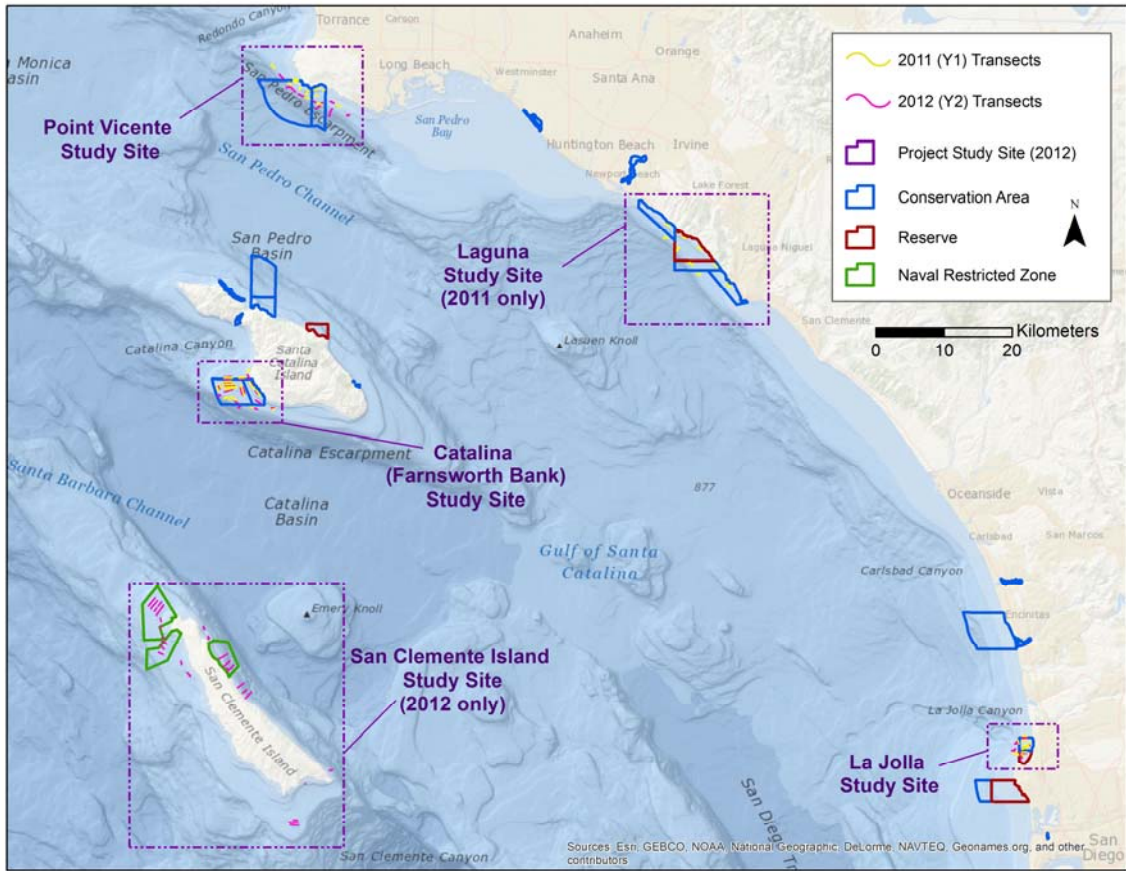 Redondo Canyon
Torrance
Carson
Anaheim
Orange
Long Beach
Westminster
Santa Ana
a Monica
Basin
San Pedro Escarpment
San Pedro
Bay
Huntington Beach
Irvine
Newport Beach
Lake Forest
Laguna Niguel
San Clemente
Point Vicente
Study Site
San Pedro Channel
San Pedro
Basin
Laguna
Study Site
(2011 only)
Lasuen Knoll
Catalina Canyon
Santa
Catalina
Island
Catalina Escarpment
Catalina
(Farnsworth Bank)
Study Site
Santa Barbara Channel
Catalina
Basin
877
Gulf of Santa
Catalina
Oceanside
Vista
Carlsbad
San Marcos
Carlsbad Canyon
Encinitas
Emery Knoll
San Clemente Island
Study Site
(2012 only)
San Clemente Island
La Jolla Canyon
La Jolla
Study Site
San Diego Tr
San Clemente Canyon
San
Diego
2011 (Y1) Transects
2012 (Y2) Transects
Project Study Site (2012)
Conservation Area
Reserve
Naval Restricted Zone
N
Kilometers
0 10 20
Sources: Esri, GEBCO, NOAA, National Geographic, DeLorme, NAVTEQ, Geonames.org, and other
contributors